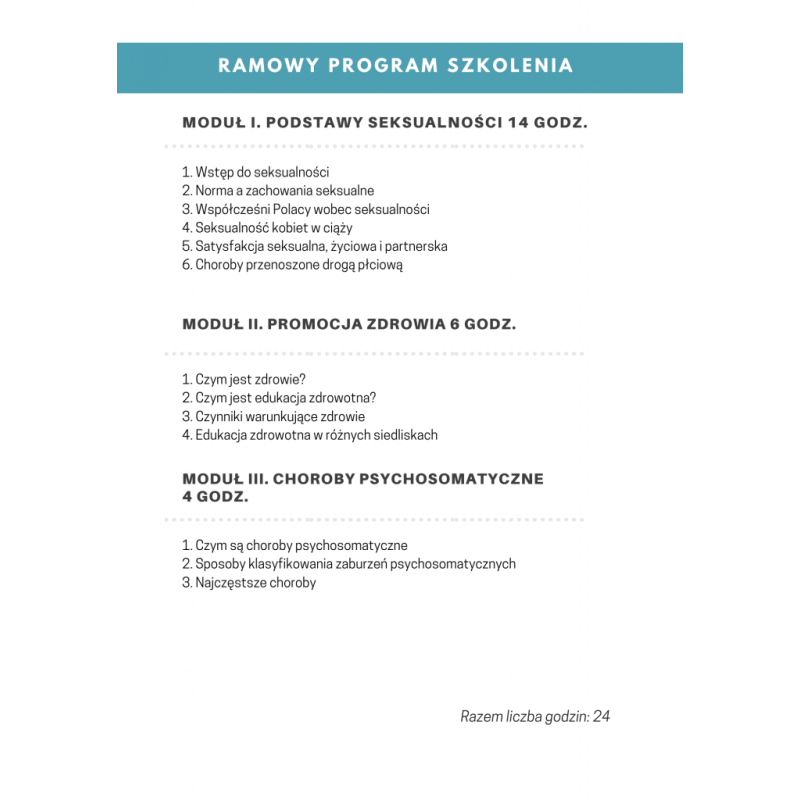 RAMOWY PROGRAM SZKOLENIA
MODUŁ I. PODSTAWY SEKSUALNOŚCI 14 GODZ.
1. Wstęp do seksualności
2. Norma a zachowania seksualne
3. Współcześni Polacy wobec seksualności
4. Seksualność kobiet w ciąży
5. Satysfakcja seksualna, życiowa i partnerska
6. Choroby przenoszone drogą płciową
MODUŁ II. PROMOCJA ZDROWIA 6 GODZ.
1. Czym jest zdrowie?
2. Czym jest edukacja zdrowotna?
3. Czynniki warunkujące zdrowie
4. Edukacja zdrowotna w różnych siedliskach
MODUŁ III. CHOROBY PSYCHOSOMATYCZNE
4 GODZ.
1. Czym są choroby psychosomatyczne
2. Sposoby klasyfikowania zaburzeń psychosomatycznych
3. Najczęstsze choroby
Razem liczba godzin: 24